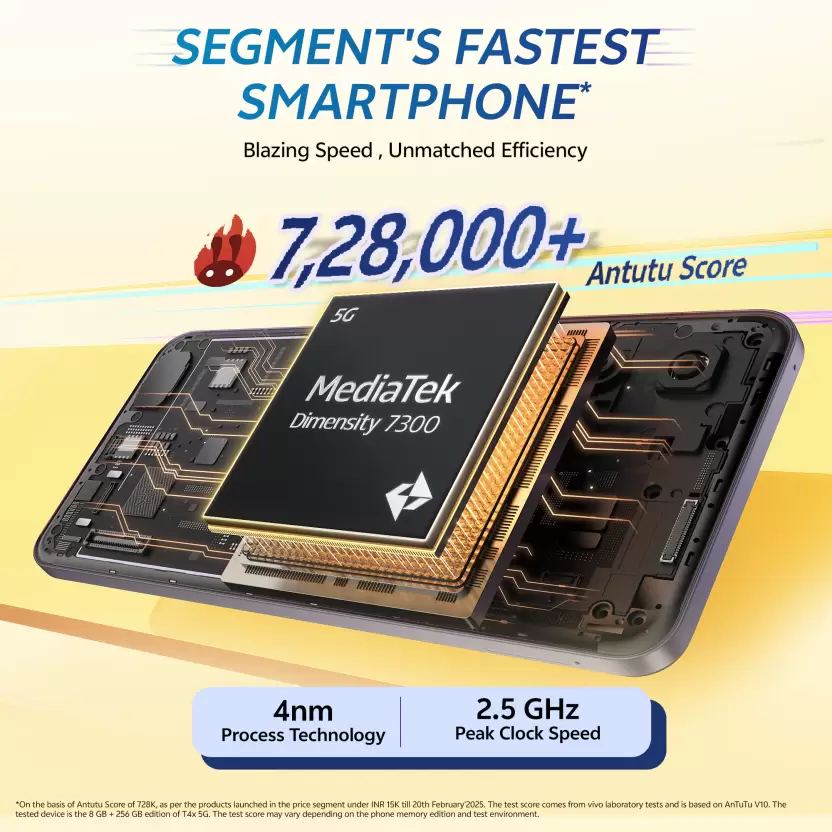 SEGMENT'S FASTEST
SMARTPHONE*
Blazing Speed , Unmatched Efficiency
7,28,000+
Antutu Score
5G
MediaTek
Dimensity 7300
4nm
Process Technology
2.5 GHz
Peak Clock Speed
*On the basis of Antutu Score of 728K, as per the products launched in the price segment under INR 15K till 20th February'2025. The test score comes from vivo laboratory tests and is based on AnTuTu V10. The
tested device is the 8 GB + 256 GB edition of T4x 5G. The test score may vary depending on the phone memory edition and test environment.